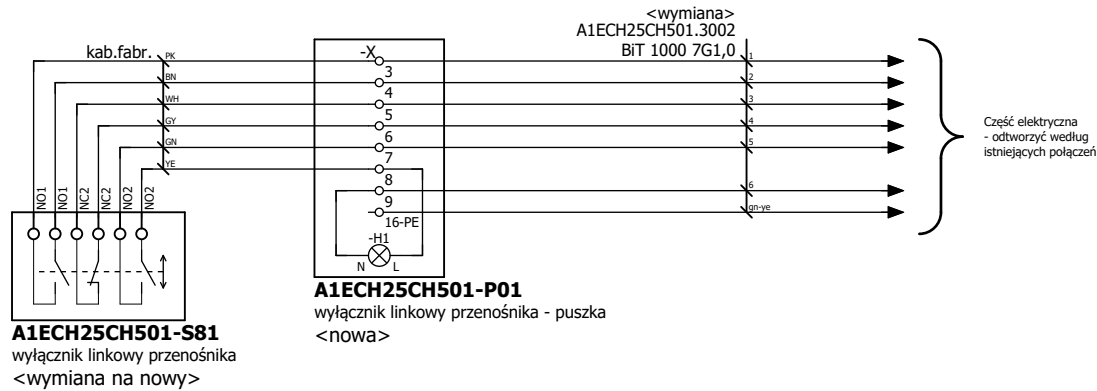 <wymiana>
A1ECH25CH501.3002
BiT 1000 7G1,0
kab.fabr.
-X
PK
BN
WH
GY
GN
YE
3
4
5
6
7
8
9
16-PE
-H1
N
L
1
2
3
4
5
6
gn-ye
Część elektryczna
- odtworzyć według
istniejących połączeń
NO1
NO1
NC2
NC2
NO2
NO2
A1ECH25CH501-P01
wyłącznik linkowy przenośnika - puszka
<nowa>
A1ECH25CH501-S81
wyłącznik linkowy przenośnika
<wymiana na nowy>